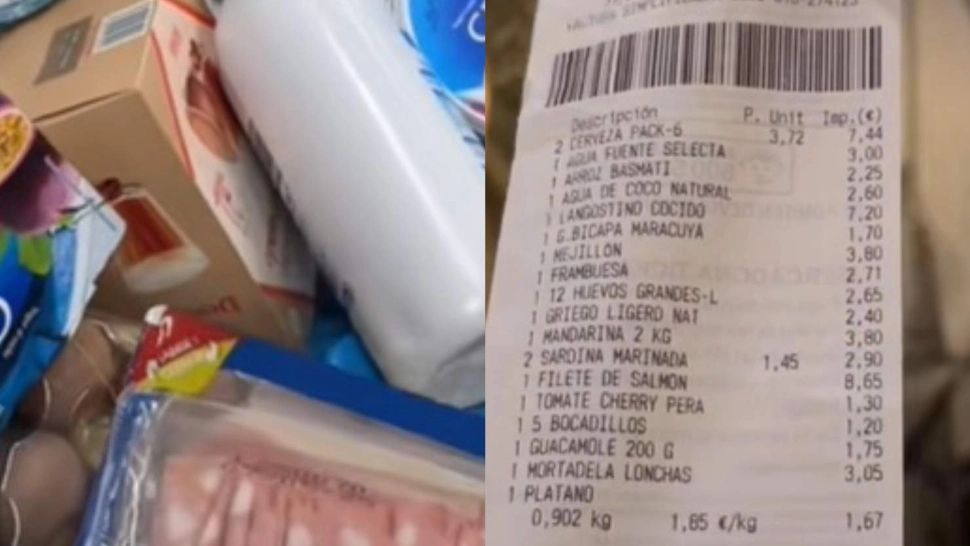 Descripción P. Unit Imp.(€)
2 CERVEZA PACK-6 3,72 7,44
AGUA FUENTE SELECTA 3,00
1 ARROZ BASMATI 2,25
1 AGUA DE COCO NATURAL 2,60
1 LANGOSTINO COCIDO 7,20
1 G.BICAPA MARACUYA 1,70
1 MEJILLON 3,80
1 FRAMBUESA 2,71
1 12 HUEVOS GRANDES-L 2,65
1 GRIEGO LIGERO NAT 2,40
1 MANDARINA 2 KG 3,80
2 SARDINA MARINADA 1,45 2,90
1 FILETE DE SALMON 8,65
1 TOMATE CHERRY PERA 1,30
1 5 BOCADILLOS 1,20
1 GUACAMOLE 200 G 1,75
1 MORTADELA LONCHAS 3,05
1 PLATANO
0,902 kg 1,85 €/kg 1,67